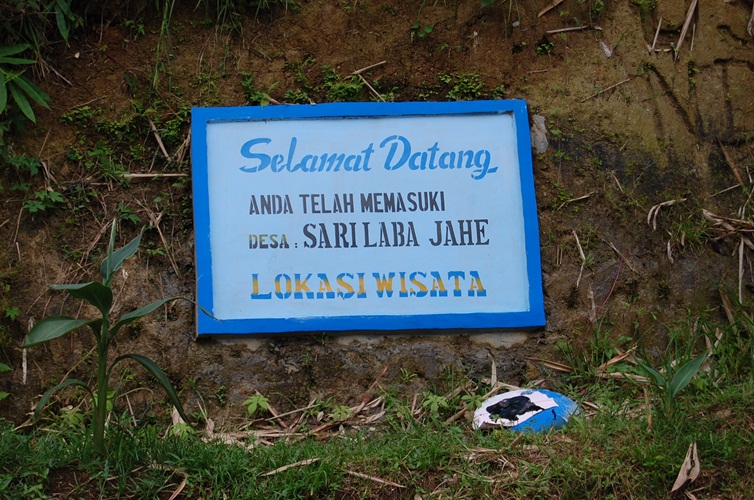 Selamat Datang
ANDA TELAH MEMASUKI
DESA : SARI LABA JAHE
LOKASI WISATA